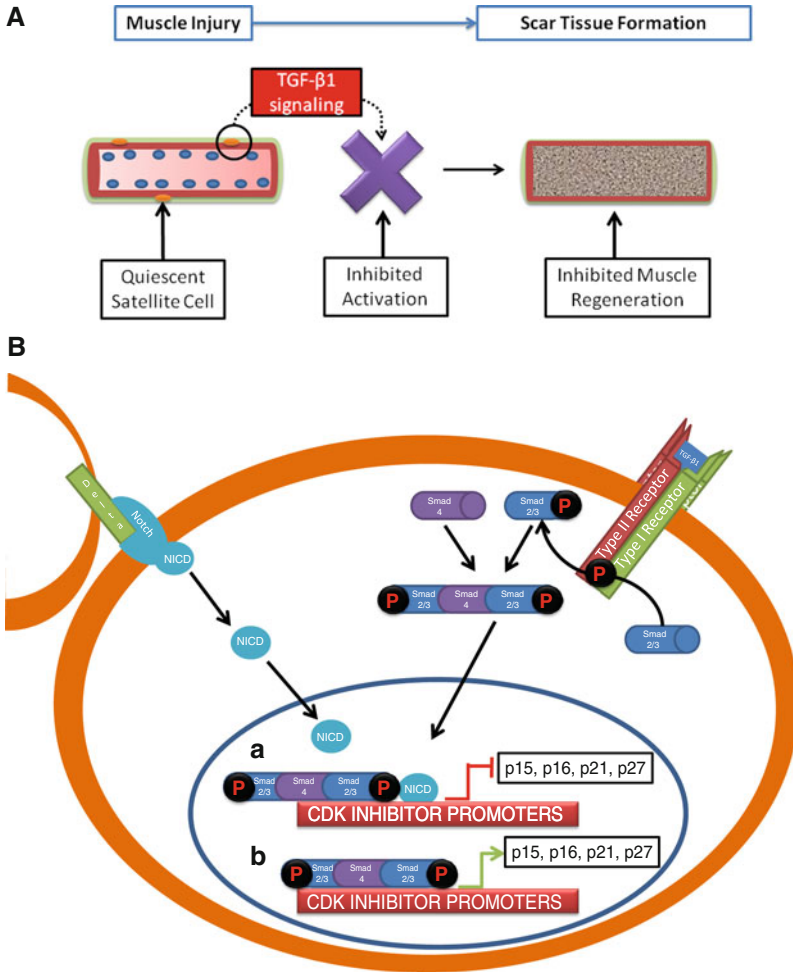 A
Muscle Injury
Scar Tissue Formation
TGF-β1
signaling
Quiescent
Satellite Cell
Inhibited
Activation
Inhibited Muscle
Regeneration
B
Delta
Notch
NICD
NICD
NICD
Smad
4
Smad
2/3
P
TGF-β1
Type II Receptor
Type I Receptor
P
P
Smad
2/3
Smad
4
Smad
2/3
P
Smad
2/3
a
P
Smad
2/3
Smad
4
Smad
2/3
P
NICD
p15, p16, p21, p27
CDK INHIBITOR PROMOTERS
b
P
Smad
2/3
Smad
4
Smad
2/3
P
p15, p16, p21, p27
CDK INHIBITOR PROMOTERS